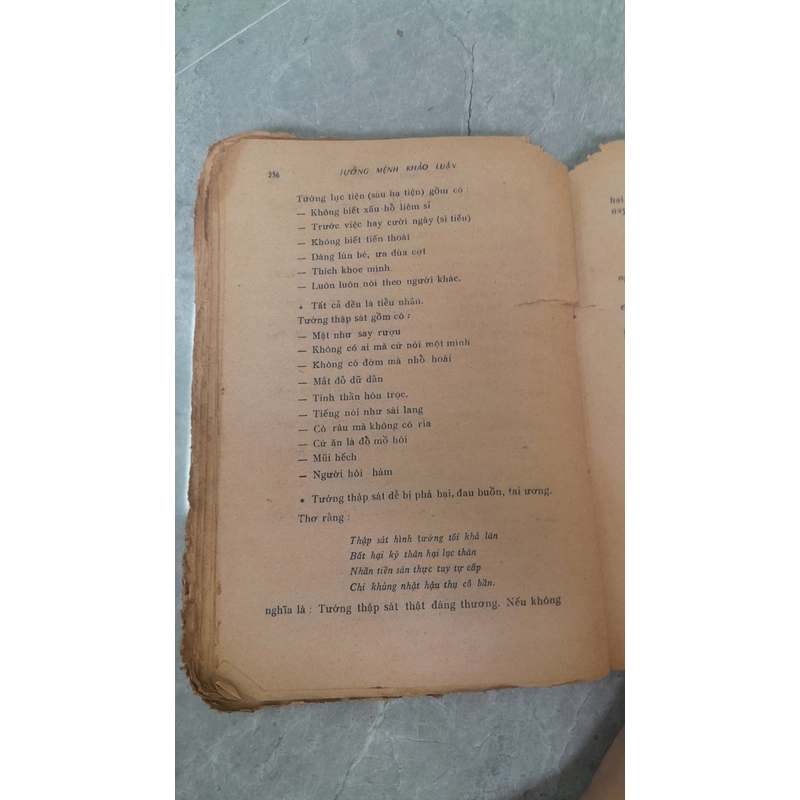 236
TƯỚNG MỆNH KHẢO LUẬN
Tướng lục tiện (sáu hạ tiện) gồm có :
— Không biết xấu hổ liêm sỉ
— Trước việc hay cười ngây (si tiếu)
— Không biết tiến thoái
— Dáng lùn bé, ưa đùa cợt
— Thích khoe mình
— Luôn luôn nói theo người khác.
* Tất cả đều là tiểu nhân.
Tướng thập sát gồm có :
— Mặt như say rượu
— Không có ai mà cứ nói một mình
— Không có đờm mà nhổ hoài
— Mắt đỏ dữ dằn
— Tinh thần hỗn trọc.
— Tiếng nói như sài lang
— Có râu mà không có ria
— Cứ ăn là đổ mồ hôi
— Mũi hếch
— Người hôi hám
* Tướng thập sát dễ bị phá hại, đau buồn, tai ương.
Thơ rằng :
Thập sát hình tướng tối khả lân
Bất hại kỳ thân hại lục thân
Nhãn tiền sản thực tuy tự cấp
Chỉ khủng nhật hậu thụ cô bần.
nghĩa là : Tướng thập sát thật đáng thương. Nếu không
hại
nay